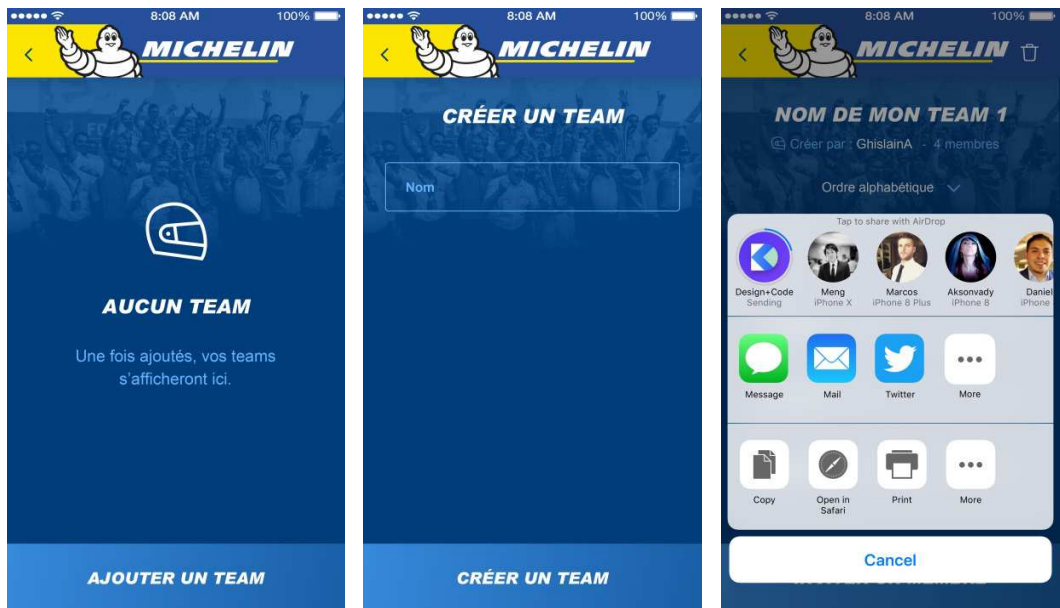 8:08 AM 100%
MICHELIN
AUCUN TEAM
Une fois ajoutés, vos teams
s'afficheront ici.
AJOUTER UN TEAM
8:08 AM 100%
MICHELIN
CRÉER UN TEAM
Nom
CRÉER UN TEAM
8:08 AM 100%
MICHELIN
NOM DE MON TEAM 1
Créer par : GhislainA - 4 membres
Ordre alphabétique
Tap to share with AirDrop
Design+Code Meng Marcos Aksonvady Daniel
Sending iPhone X iPhone 8 Plus iPhone 8 iPhone
Message Mail Twitter More
Copy Open in Print More
Safari
Cancel